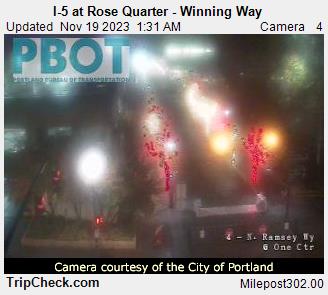 I-5 at Rose Quarter - Winning Way
Updated Nov 19 2023 1:31 AM Camera 4
PBOT
PORTLAND BUREAU OF TRANSPORTATION
4 - N. Ramsey Wy
@ One Ctr
Camera courtesy of the City of Portland
TripCheck.com Milepost302.00